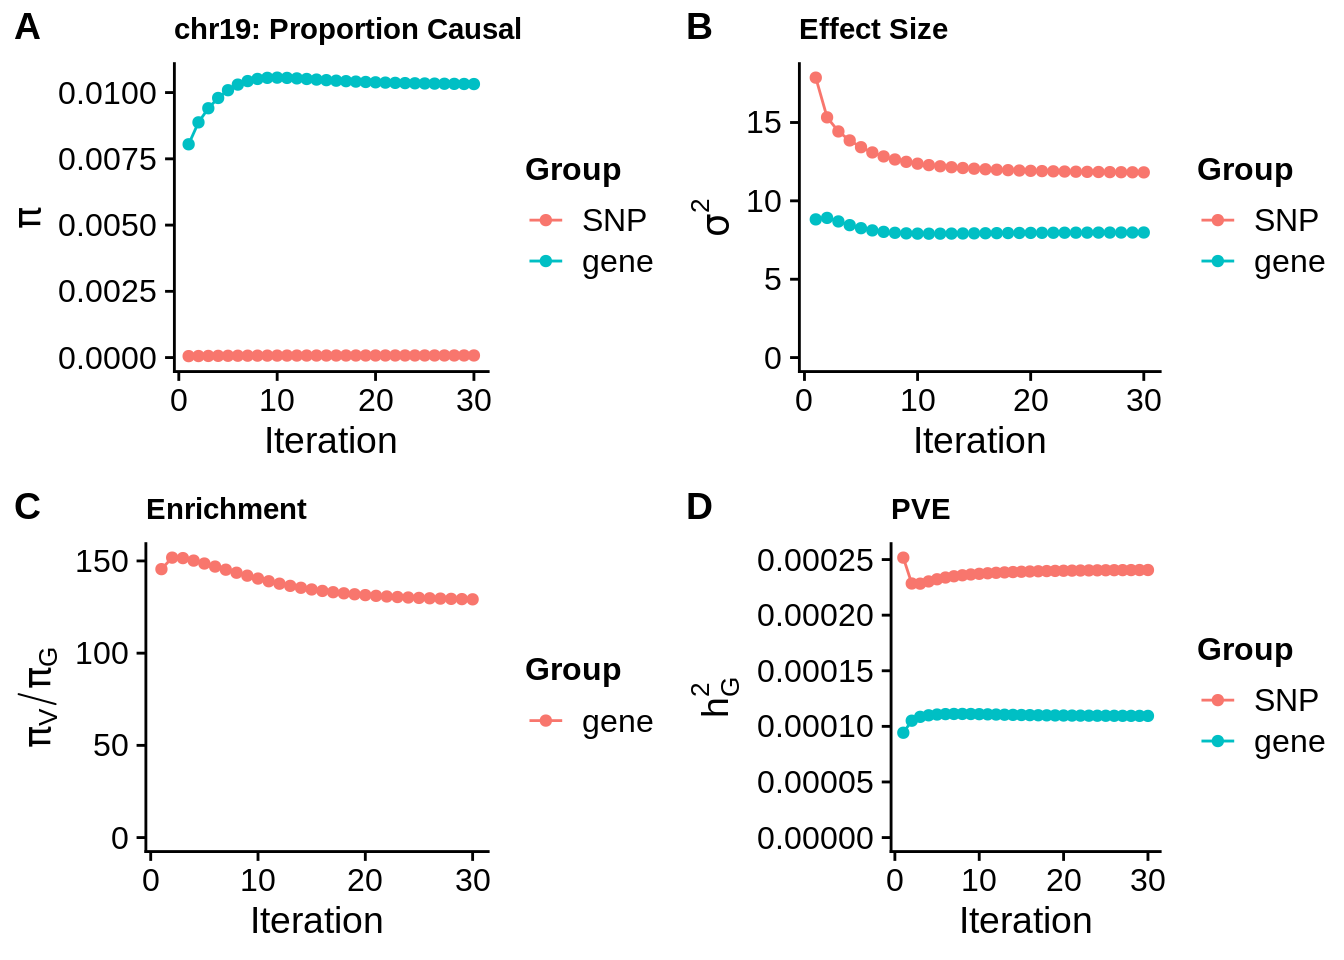 A
chr19: Proportion Causal
π
0.0100
0.0075
0.0050
0.0025
0.0000
0 10 20 30
Iteration
Group
SNP
gene
B
Effect Size
σ²
15
10
5
0
0 10 20 30
Iteration
Group
SNP
gene
C
Enrichment
π_V/π_G
150
100
50
0
0 10 20 30
Iteration
Group
gene
D
PVE
h²_G
0.00025
0.00020
0.00015
0.00010
0.00005
0.00000
0 10 20 30
Iteration
Group
SNP
gene